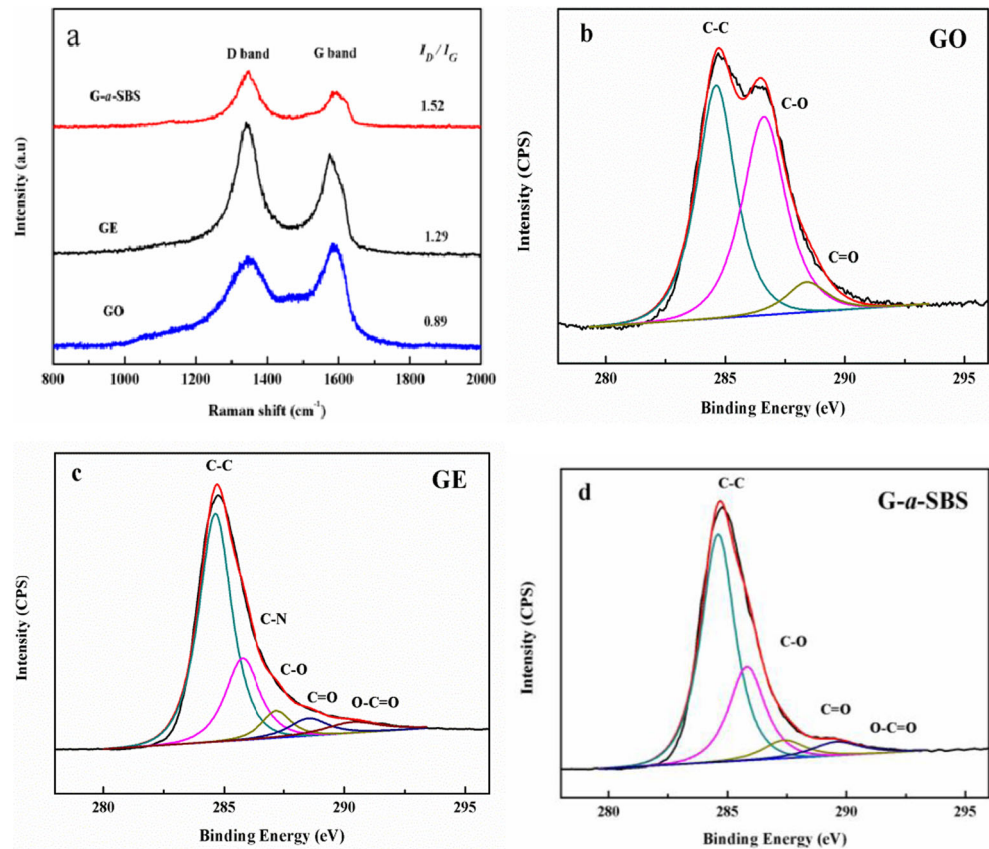 a
D band
G band
I_D / I_G
G-a-SBS
1.52
GE
1.29
GO
0.89
Intensity (a.u)
800 1000 1200 1400 1600 1800 2000
Raman shift (cm⁻¹)
b
GO
C-C
C-O
C=O
Intensity (CPS)
280 285 290 295
Binding Energy (eV)
c
GE
C-C
C-N
C-O
C=O
O-C=O
Intensity (CPS)
280 285 290 295
Binding Energy (eV)
d
G-a-SBS
C-C
C-O
C=O
O-C=O
Intensity (CPS)
280 285 290 295
Binding Energy (eV)